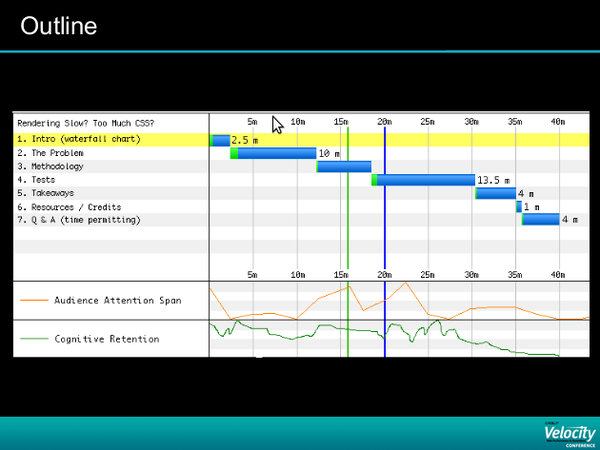 Outline
Rendering Slow? Too Much CSS?
5m 10m 15m 20m 25m 30m 35m 40m
1. Intro (waterfall chart) 2.5 m
2. The Problem 10 m
3. Methodology
4. Tests 13.5 m
5. Takeaways 4 m
6. Resources / Credits 1 m
7. Q & A (time permitting) 4 m
5m 10m 15m 20m 25m 30m 35m 40m
Audience Attention Span
Cognitive Retention
Velocity
CONFERENCE